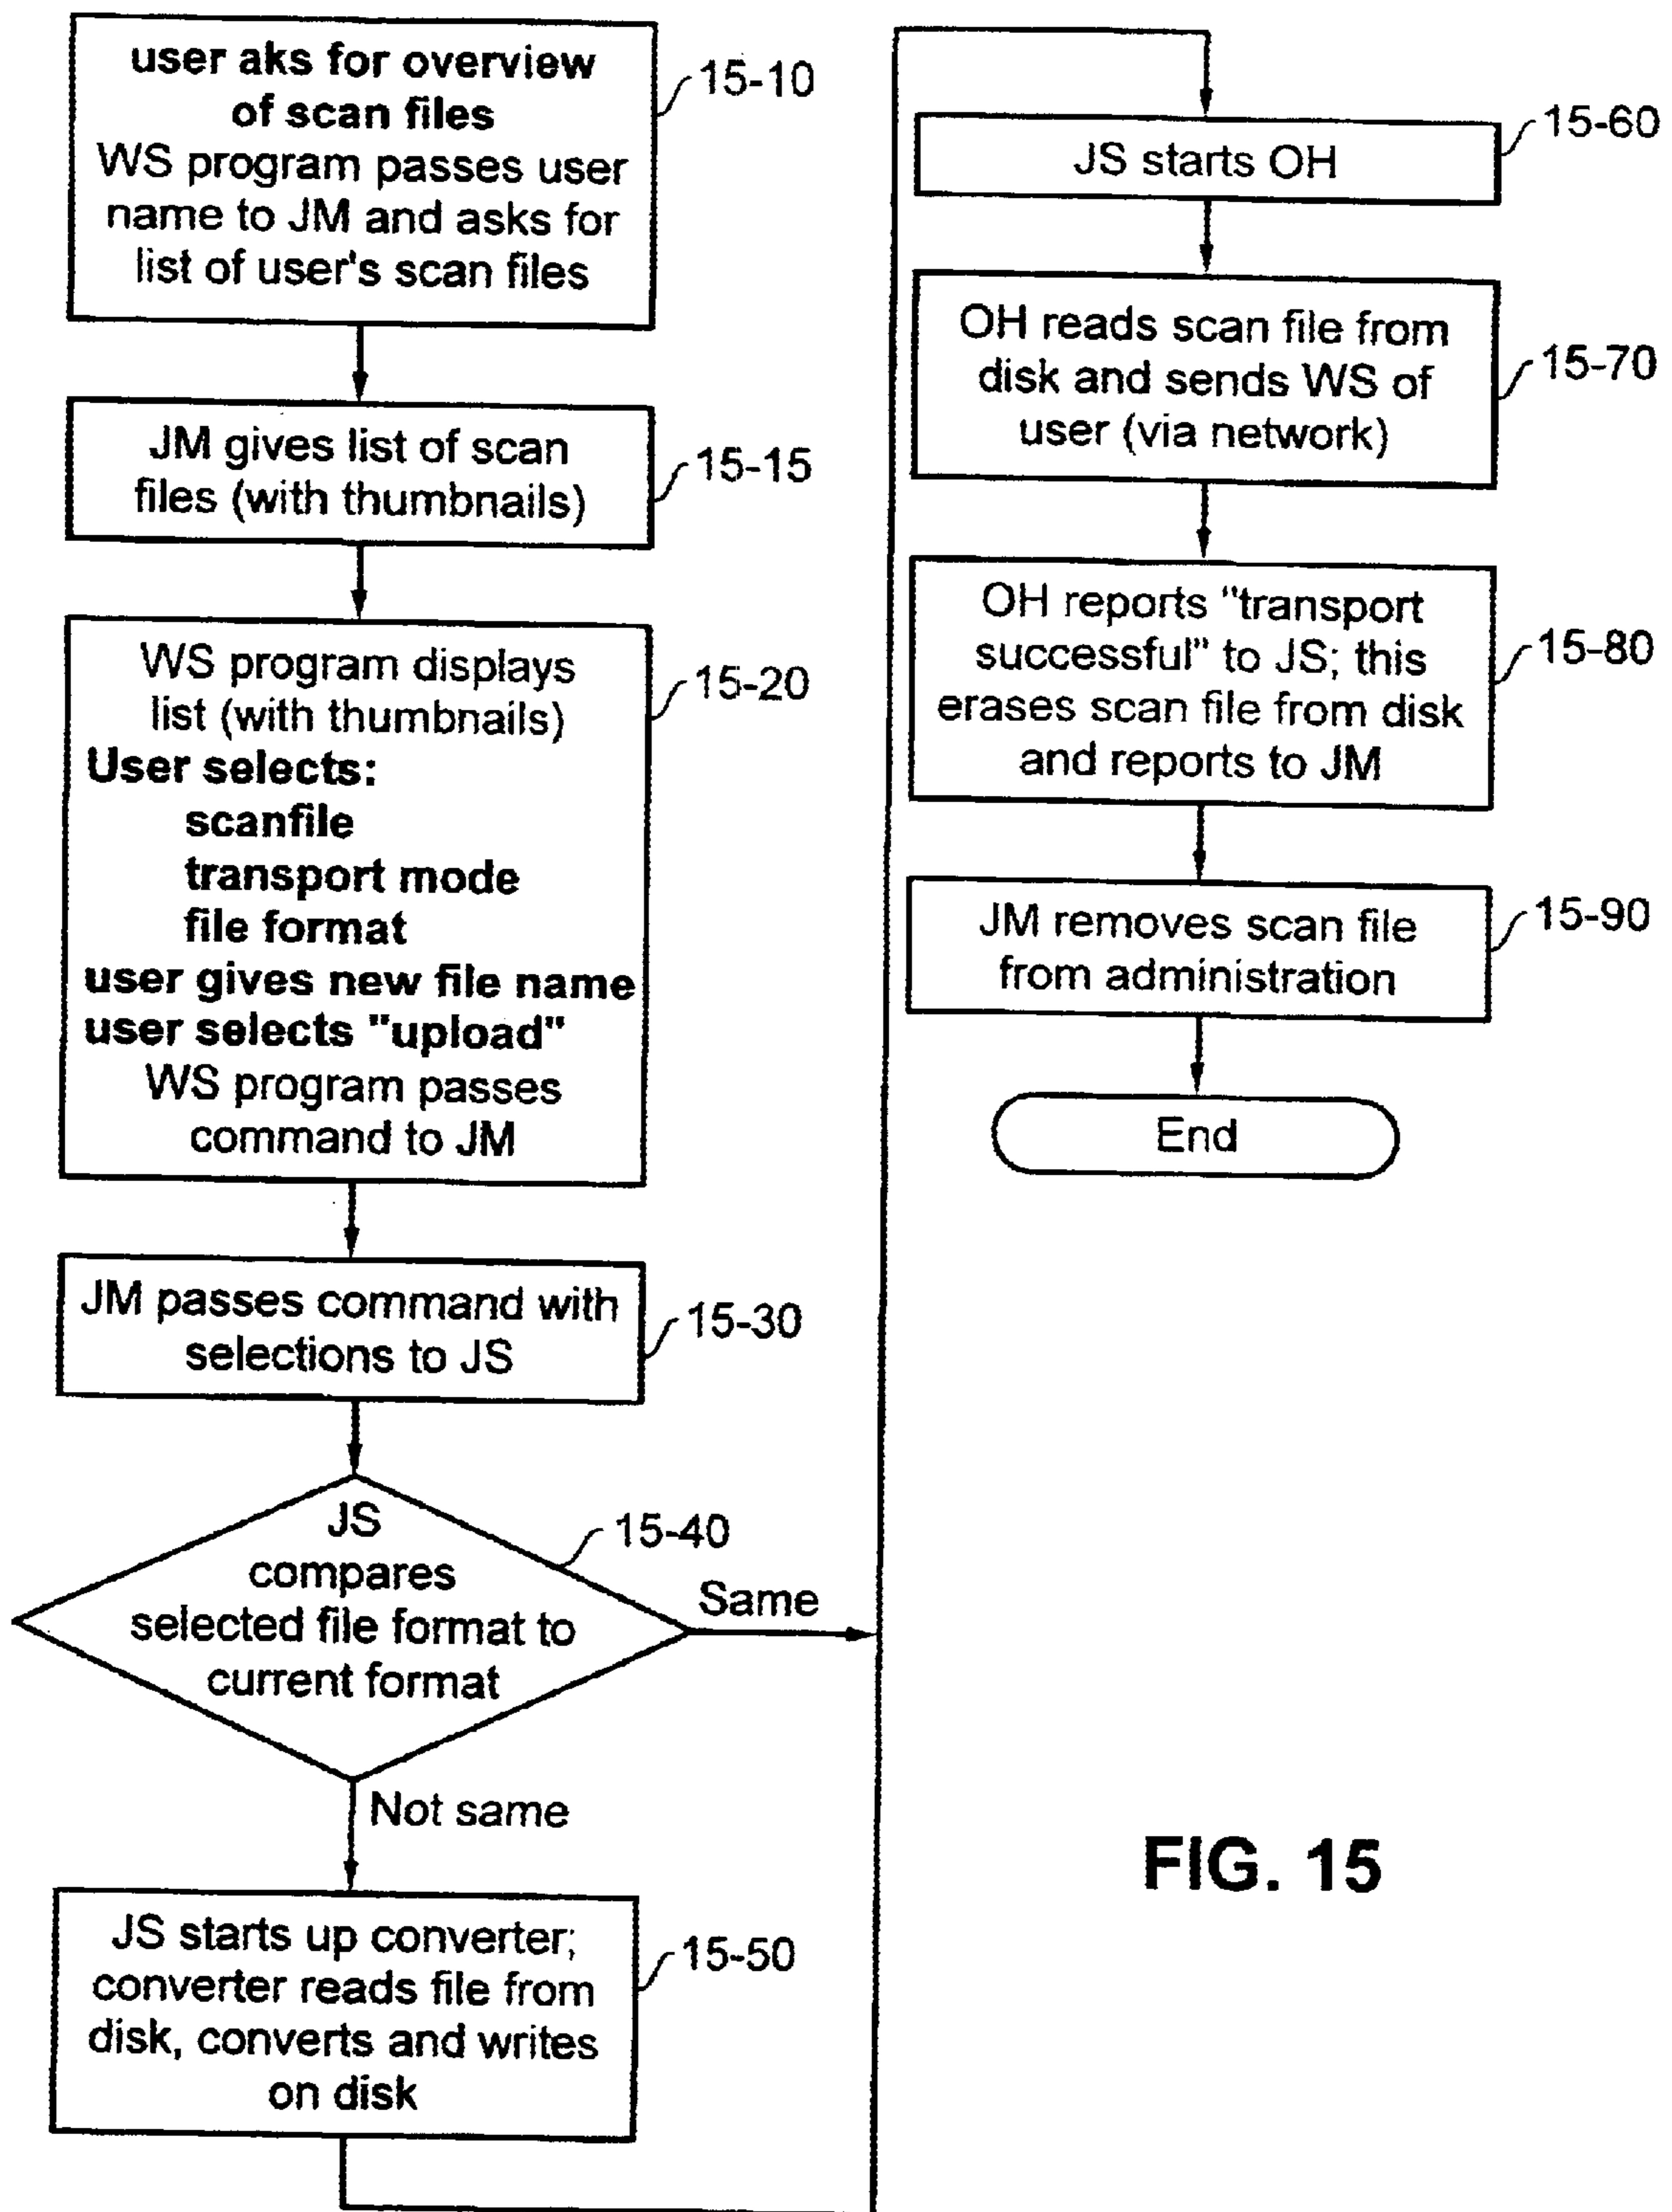 user aks for overview
of scan files
WS program passes user
name to JM and asks for
list of user's scan files
15-10
JM gives list of scan
files (with thumbnails)
15-15
WS program displays
list (with thumbnails)
User selects:
scanfile
transport mode
file format
user gives new file name
user selects "upload"
WS program passes
command to JM
15-20
JM passes command with
selections to JS
15-30
JS
compares
selected file format to
current format
15-40
Same
Not same
JS starts up converter;
converter reads file from
disk, converts and writes
on disk
15-50
JS starts OH
15-60
OH reads scan file from
disk and sends WS of
user (via network)
15-70
OH reports "transport
successful" to JS; this
erases scan file from disk
and reports to JM
15-80
JM removes scan file
from administration
15-90
End
FIG. 15